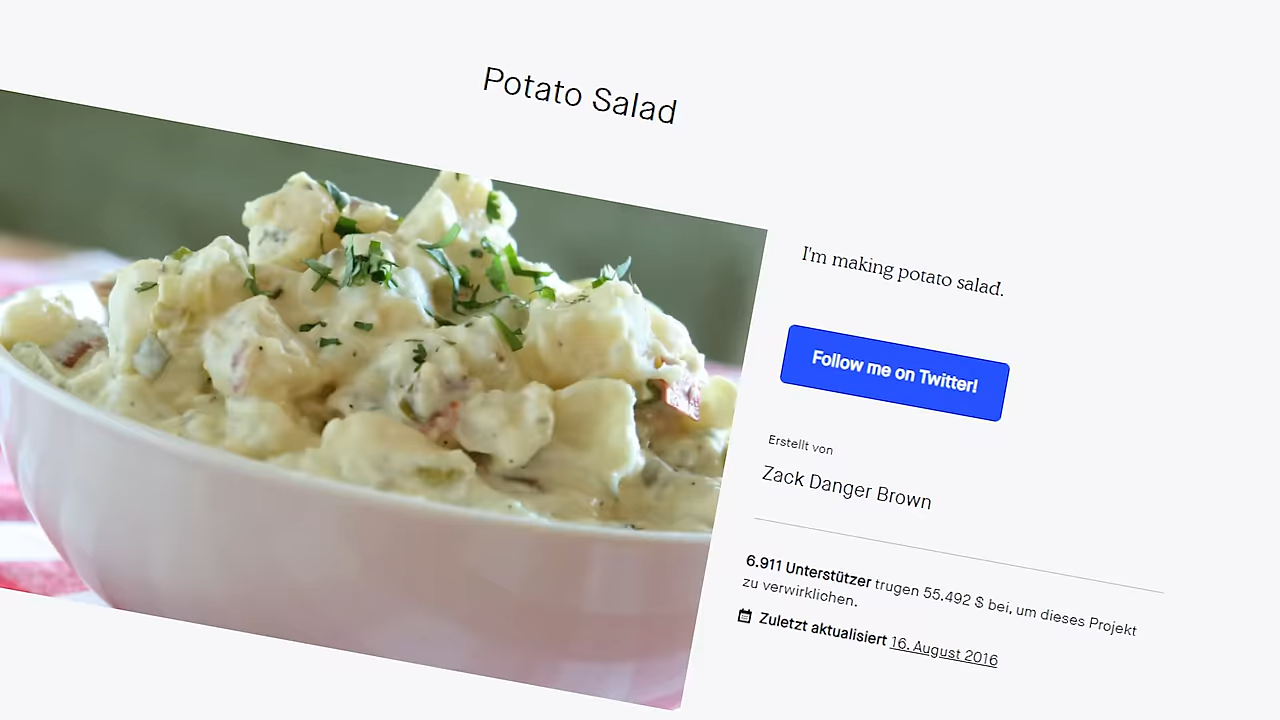 Potato Salad
I'm making potato salad.
Follow me on Twitter!
Erstellt von
Zack Danger Brown
6.911 Unterstützer trugen 55.492 $ bei, um dieses Projekt
zu verwirklichen.
Zuletzt aktualisiert 16. August 2016